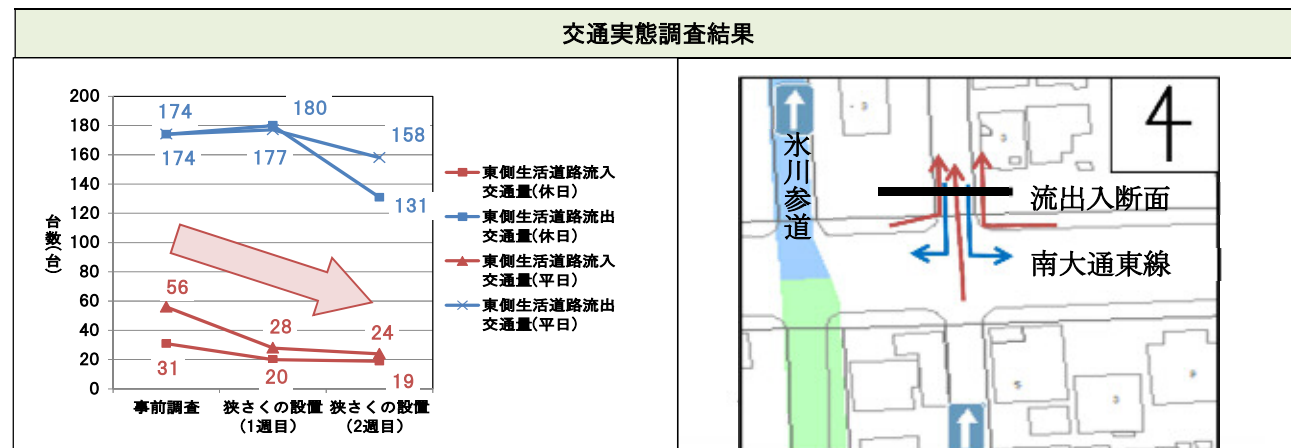 交通実態調査結果
200
180
160
140
120
100
80
60
40
20
0
台数(台)
174
174
180
177
158
131
56
28
24
31
20
19
事前調査
狭さくの設置
(1週目)
狭さくの設置
(2週目)
東側生活道路流入
交通量(休日)
東側生活道路流出
交通量(休日)
東側生活道路流入
交通量(平日)
東側生活道路流出
交通量(平日)
氷川参道
流出入断面
南大通東線